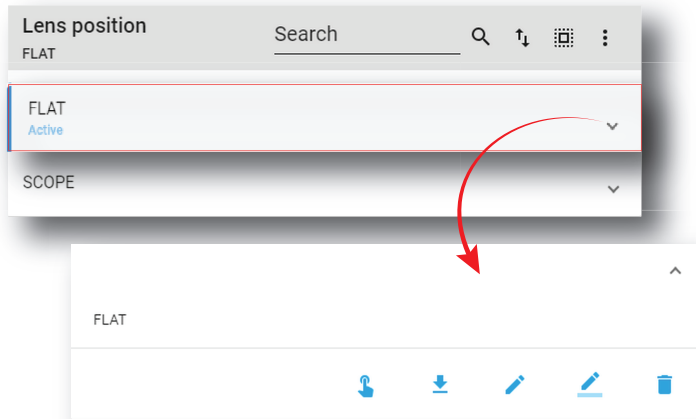 Lens position
FLAT
Search
FLAT
Active
SCOPE
FLAT